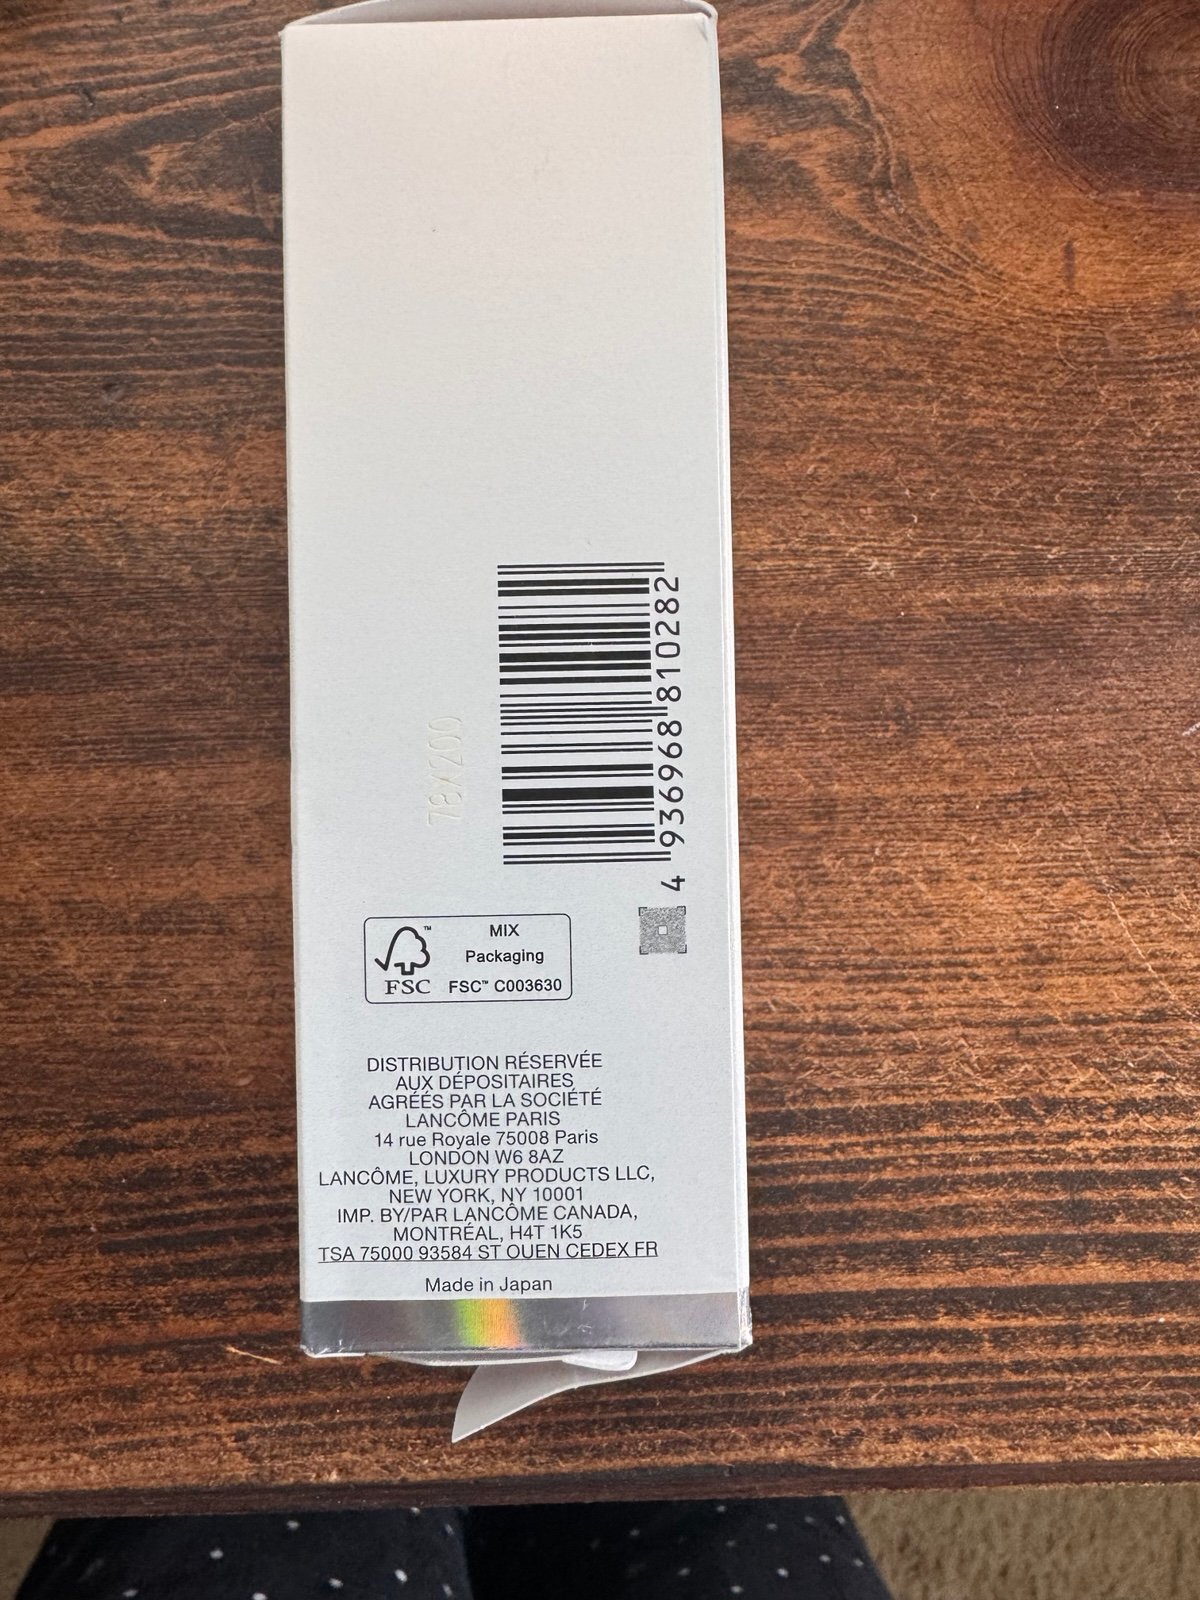 4 936968 810282
78X200
™
MIX
Packaging
FSC FSC™ C003630
DISTRIBUTION RÉSERVÉE
AUX DÉPOSITAIRES
AGRÉÉS PAR LA SOCIÉTÉ
LANCÔME PARIS
14 rue Royale 75008 Paris
LONDON W6 8AZ
LANCÔME, LUXURY PRODUCTS LLC,
NEW YORK, NY 10001
IMP. BY/PAR LANCÔME CANADA,
MONTRÉAL, H4T 1K5
TSA 75000 93584 ST OUEN CEDEX FR
Made in Japan